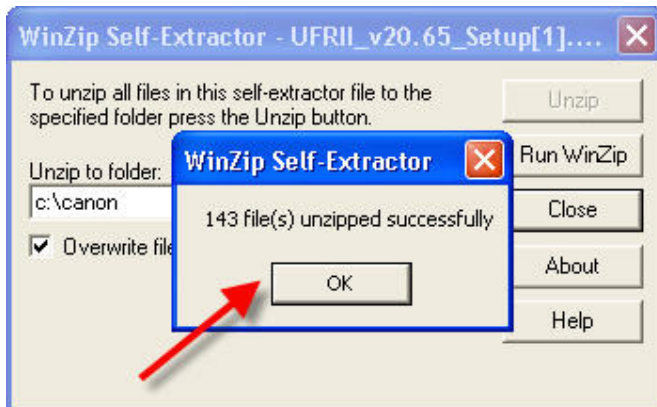 WinZip Self-Extractor - UFRII_v20.65_Setup[1]....
To unzip all files in this self-extractor file to the
specified folder press the Unzip button.
Unzip
Unzip to folder:
Run WinZip
c:\canon
Close
Overwrite file
About
Help
WinZip Self-Extractor
143 file(s) unzipped successfully
OK